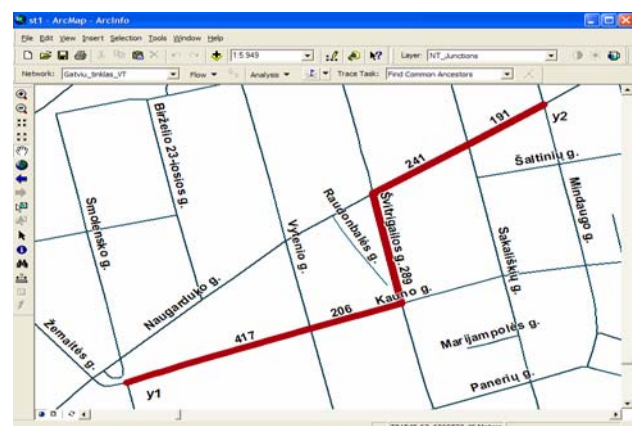 st1 - ArcMap - ArcInfo
File Edit View Insert Selection Tools Window Help
1:5 949
Layer: NT_Junctions
Network: Gatviu_tinklas_VT
Flow
Analysis
Trace Task: Find Common Ancestors
Birželio 23-iosios g.
Smolensko g.
Vytenio g.
Raudonbalės g.
Švitrigailos g.
289
241
191
y2
Šaltinių g.
Mindaugo g.
Sakališkių g.
Naugarduko g.
Kauno g.
206
417
Žemaitės g.
y1
Marijampolės g.
Panerių g.